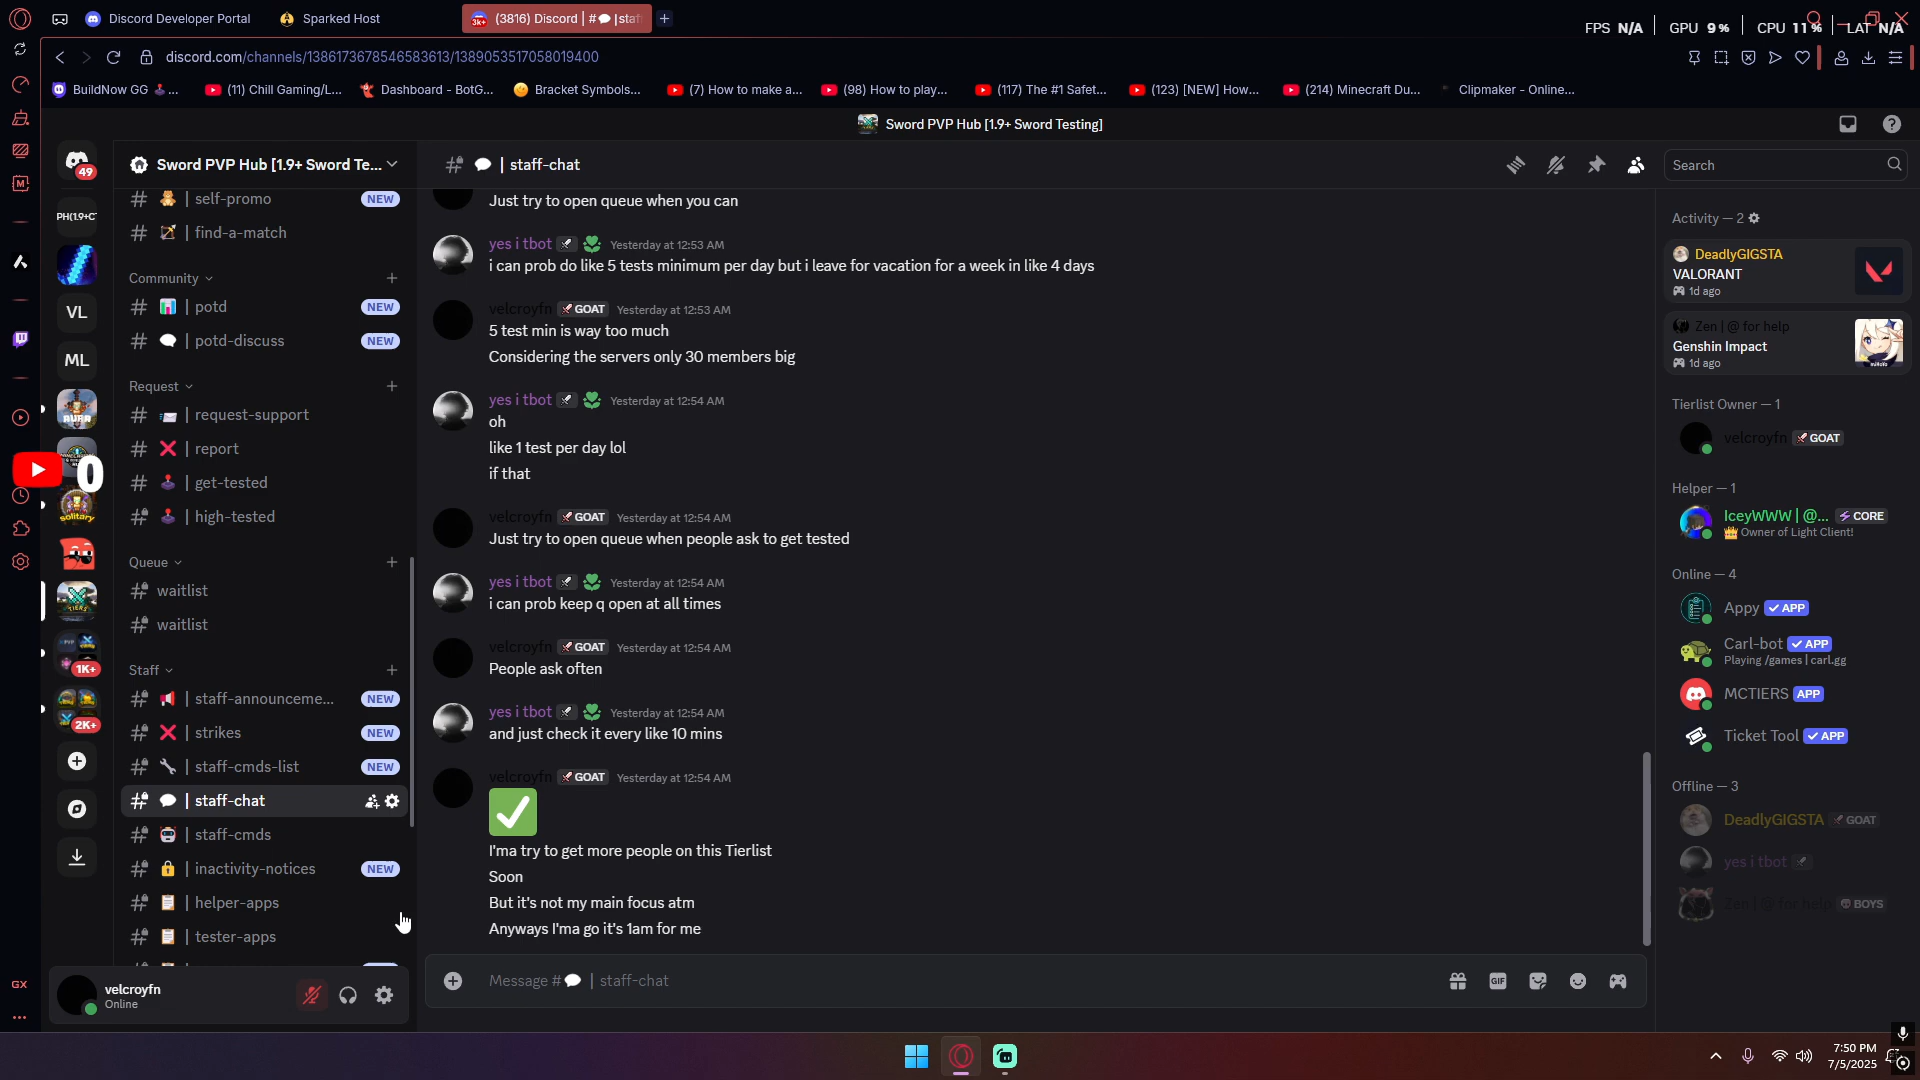 Discord Developer Portal
Sparked Host
(3816) Discord | #💬 |staf
FPS N/A
GPU 9%
CPU 11%
LAT N/A
discord.com/channels/1386173678546583613/1389053517058019400
BuildNow GG 🕹️ ...
(11) Chill Gaming/L...
Dashboard - BotG...
Bracket Symbols...
(7) How to make a...
(98) How to play...
(117) The #1 Safet...
(123) [NEW] How...
(214) Minecraft Du...
Clipmaker - Online...
Sword PVP Hub [1.9+ Sword Testing]
49
PH(1.9+CT
VL
ML
0
1K+
2K+
Sword PVP Hub [1.9+ Sword Te...
| self-promo NEW
| find-a-match
Community
| potd NEW
| potd-discuss NEW
Request
| request-support
| report
| get-tested
| high-tested
Queue
waitlist
waitlist
Staff
| staff-announceme... NEW
| strikes NEW
| staff-cmds-list NEW
| staff-chat
| staff-cmds
| inactivity-notices NEW
| helper-apps
| tester-apps
velcroyfn
Online
# 💬 | staff-chat
Search
Just try to open queue when you can
yes i tbot Yesterday at 12:53 AM
i can prob do like 5 tests minimum per day but i leave for vacation for a week in like 4 days
velcroyfn GOAT Yesterday at 12:53 AM
5 test min is way too much
Considering the servers only 30 members big
yes i tbot Yesterday at 12:54 AM
oh
like 1 test per day lol
if that
velcroyfn GOAT Yesterday at 12:54 AM
Just try to open queue when people ask to get tested
yes i tbot Yesterday at 12:54 AM
i can prob keep q open at all times
velcroyfn GOAT Yesterday at 12:54 AM
People ask often
yes i tbot Yesterday at 12:54 AM
and just check it every like 10 mins
velcroyfn GOAT Yesterday at 12:54 AM
✅
I'ma try to get more people on this Tierlist
Soon
But it's not my main focus atm
Anyways I'ma go it's 1am for me
Message #💬 | staff-chat
GIF
Activity — 2
DeadlyGIGSTA
VALORANT
1d ago
Zen | @ for help
Genshin Impact
1d ago
Tierlist Owner — 1
velcroyfn GOAT
Helper — 1
IceyWWW | @... CORE
👑 Owner of Light Client!
Online — 4
Appy APP
Carl-bot APP
Playing /games | carl.gg
MCTIERS APP
Ticket Tool APP
Offline — 3
DeadlyGIGSTA GOAT
yes i tbot
Zen | @ for help BOYS
GX
7:50 PM
7/5/2025